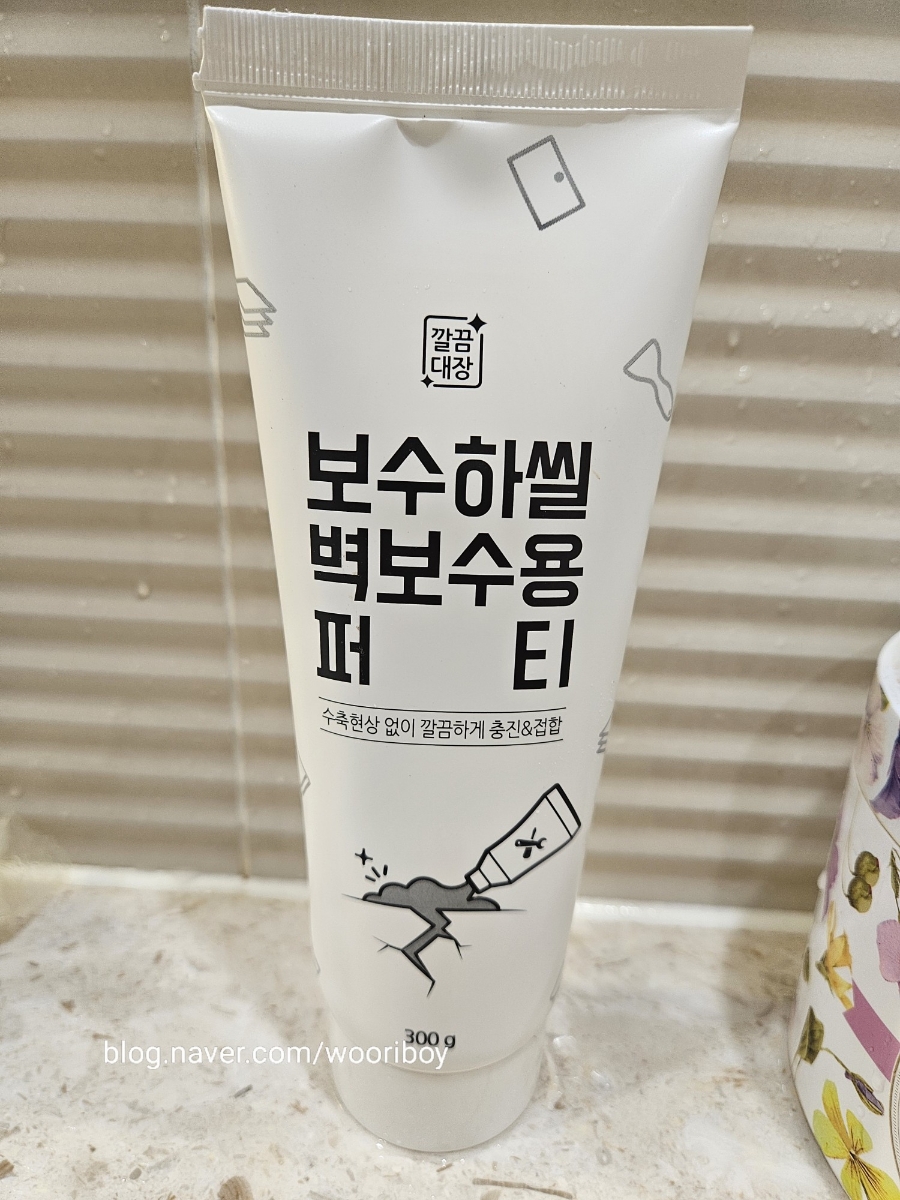 깔끔
대장
보수하씰
벽보수용
퍼 티
수축현상 없이 깔끔하게 충진&접합
300 g
blog.naver.com/wooriboy